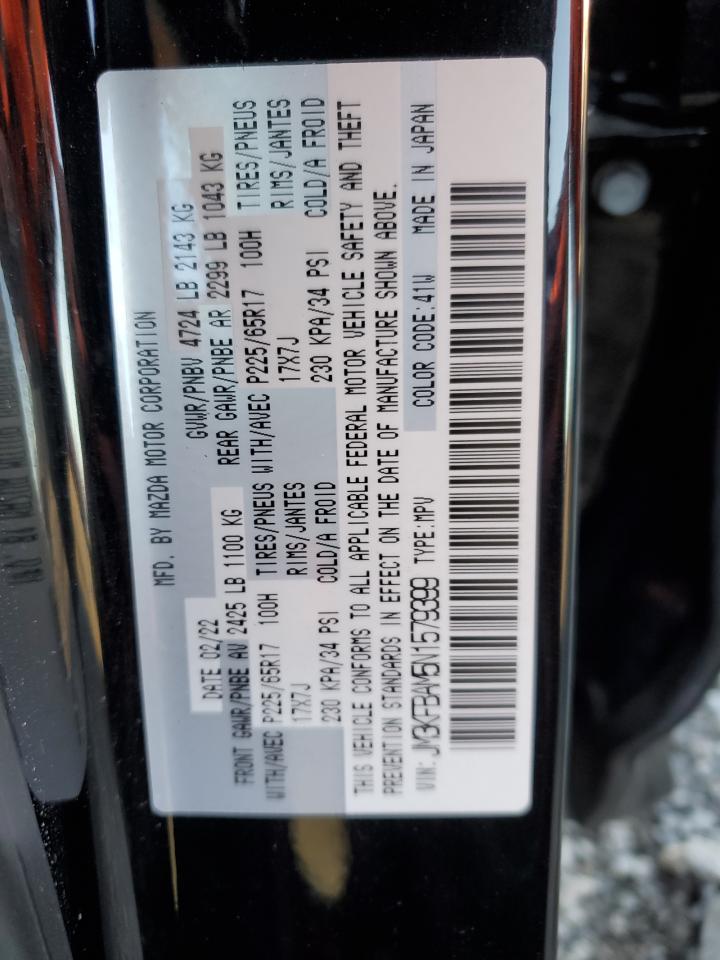 MFD. BY MAZDA MOTOR CORPORATION
DATE 02/22 GVWR/PNBV 4724 LB 2143 KG
FRONT GAWR/PNBE AV 2425 LB 1100 KG REAR GAWR/PNBE AR 2299 LB 1043 KG
WITH/AVEC P225/65R17 100H TIRES/PNEUS WITH/AVEC P225/65R17 100H TIRES/PNEUS
17X7J RIMS/JANTES 17X7J RIMS/JANTES
230 KPA/34 PSI COLD/A FROID 230 KPA/34 PSI COLD/A FROID
THIS VEHICLE CONFORMS TO ALL APPLICABLE FEDERAL MOTOR VEHICLE SAFETY AND THEFT
PREVENTION STANDARDS IN EFFECT ON THE DATE OF MANUFACTURE SHOWN ABOVE.
VIN:JM3KFBAM5N1579399 TYPE:MPV COLOR CODE:41W MADE IN JAPAN